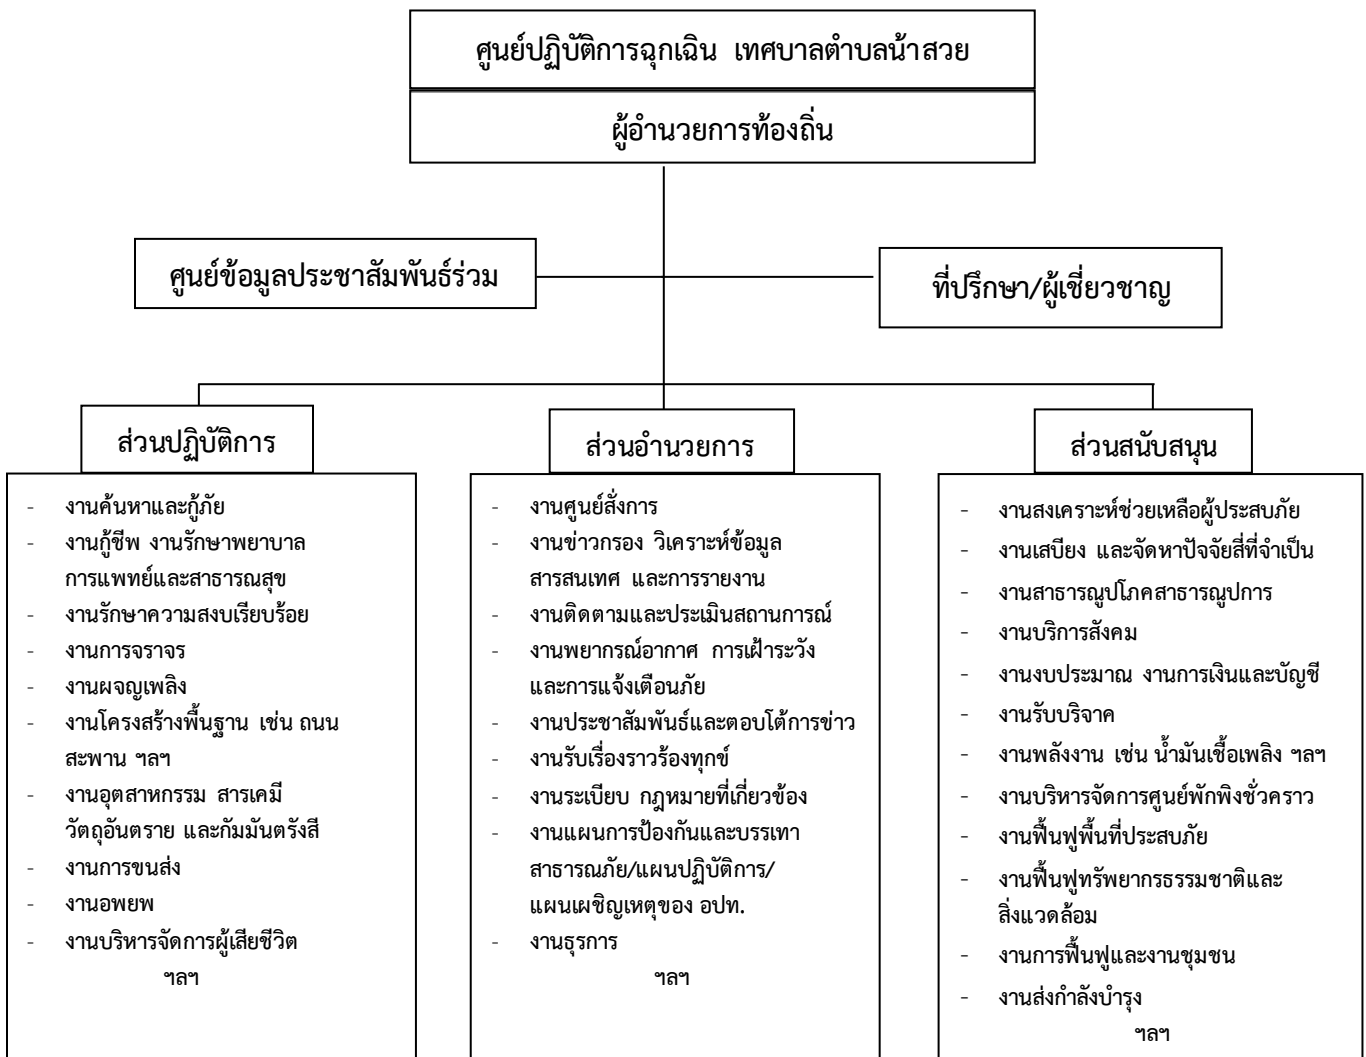 ศูนย์ปฏิบัติการฉุกเฉิน เทศบาลตำบลน้ำสวย
ผู้อำนวยการท้องถิ่น
ศูนย์ข้อมูลประชาสัมพันธ์ร่วม
ที่ปรึกษา/ผู้เชี่ยวชาญ
ส่วนปฏิบัติการ
- งานค้นหาและกู้ภัย
- งานกู้ชีพ งานรักษาพยาบาล
การแพทย์และสาธารณสุข
- งานรักษาความสงบเรียบร้อย
- งานการจราจร
- งานผจญเพลิง
- งานโครงสร้างพื้นฐาน เช่น ถนน
สะพาน ฯลฯ
- งานอุตสาหกรรม สารเคมี
วัตถุอันตราย และกัมมันตรังสี
- งานการขนส่ง
- งานอพยพ
- งานบริหารจัดการผู้เสียชีวิต
ฯลฯ
ส่วนอำนวยการ
- งานศูนย์สั่งการ
- งานข่าวกรอง วิเคราะห์ข้อมูล
สารสนเทศ และการรายงาน
- งานติดตามและประเมินสถานการณ์
- งานพยากรณ์อากาศ การเฝ้าระวัง
และการแจ้งเตือนภัย
- งานประชาสัมพันธ์และตอบโต้การข่าว
- งานรับเรื่องราวร้องทุกข์
- งานระเบียบ กฎหมายที่เกี่ยวข้อง
- งานแผนการป้องกันและบรรเทา
สาธารณภัย/แผนปฏิบัติการ/
แผนเผชิญเหตุของ อปท.
- งานธุรการ
ฯลฯ
ส่วนสนับสนุน
- งานสงเคราะห์ช่วยเหลือผู้ประสบภัย
- งานเสบียง และจัดหาปัจจัยสี่ที่จำเป็น
- งานสาธารณูปโภคสาธารณูปการ
- งานบริการสังคม
- งานงบประมาณ งานการเงินและบัญชี
- งานรับบริจาค
- งานพลังงาน เช่น น้ำมันเชื้อเพลิง ฯลฯ
- งานบริหารจัดการศูนย์พักพิงชั่วคราว
- งานฟื้นฟูพื้นที่ประสบภัย
- งานฟื้นฟูทรัพยากรธรรมชาติและ
สิ่งแวดล้อม
- งานการฟื้นฟูและงานชุมชน
- งานส่งกำลังบำรุง
ฯลฯ